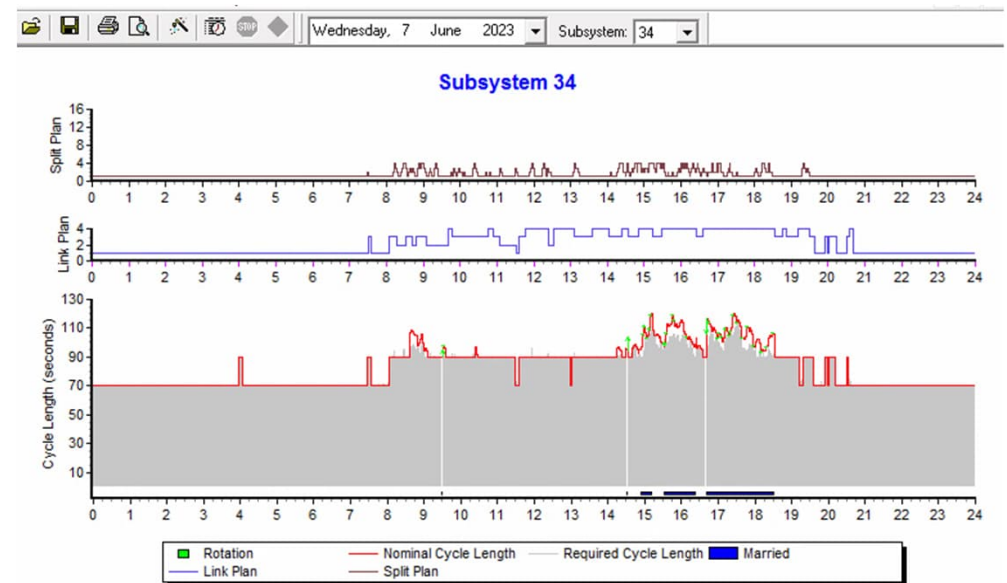 STOP Wednesday, 7 June 2023 Subsystem: 34
Subsystem 34
Split Plan
16
12
8
4
0
0 1 2 3 4 5 6 7 8 9 10 11 12 13 14 15 16 17 18 19 20 21 22 23 24
Link Plan
4
2
0
0 1 2 3 4 5 6 7 8 9 10 11 12 13 14 15 16 17 18 19 20 21 22 23 24
Cycle Length (seconds)
130
110
90
70
50
30
10
0 1 2 3 4 5 6 7 8 9 10 11 12 13 14 15 16 17 18 19 20 21 22 23 24
Rotation Nominal Cycle Length Required Cycle Length Married
Link Plan Split Plan